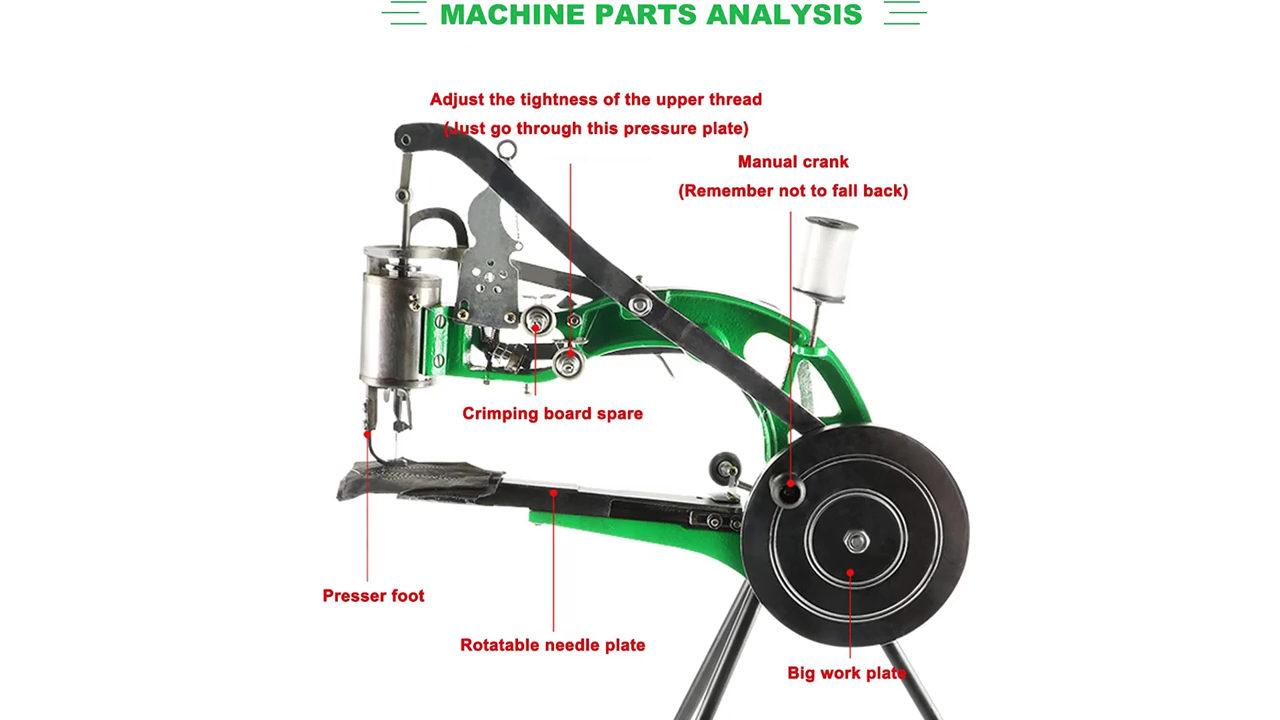 MACHINE PARTS ANALYSIS
Adjust the tightness of the upper thread
(Just go through this pressure plate)
Manual crank
(Remember not to fall back)
Crimping board spare
Presser foot
Rotatable needle plate
Big work plate